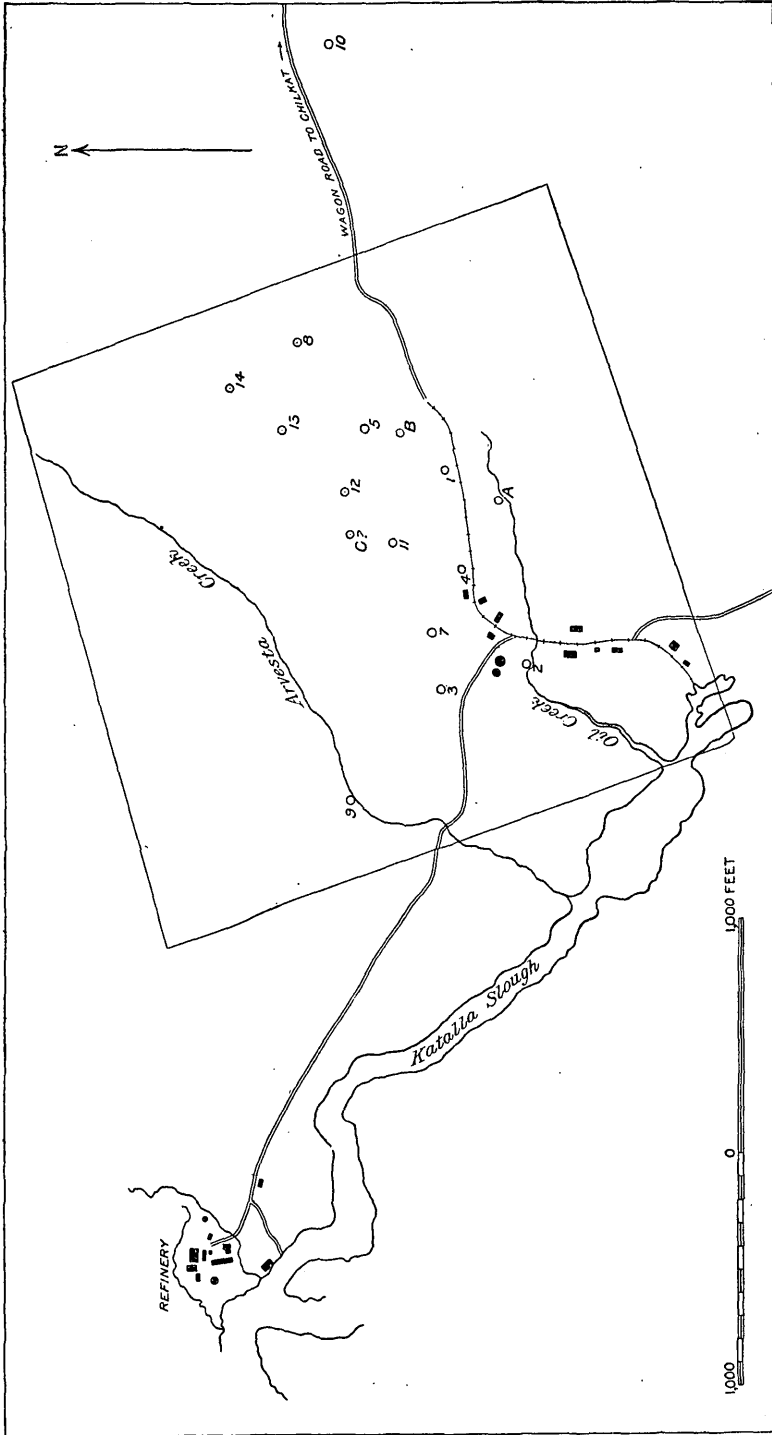 N
REFINERY
WAGON ROAD TO CHILKAT
10
14
8
13
Creek
Arvesta
12
5
C?
B
11
9
7
3
1
4
A
2
Oil Creek
Katalla Slough
1,000 0 1,000 FEET